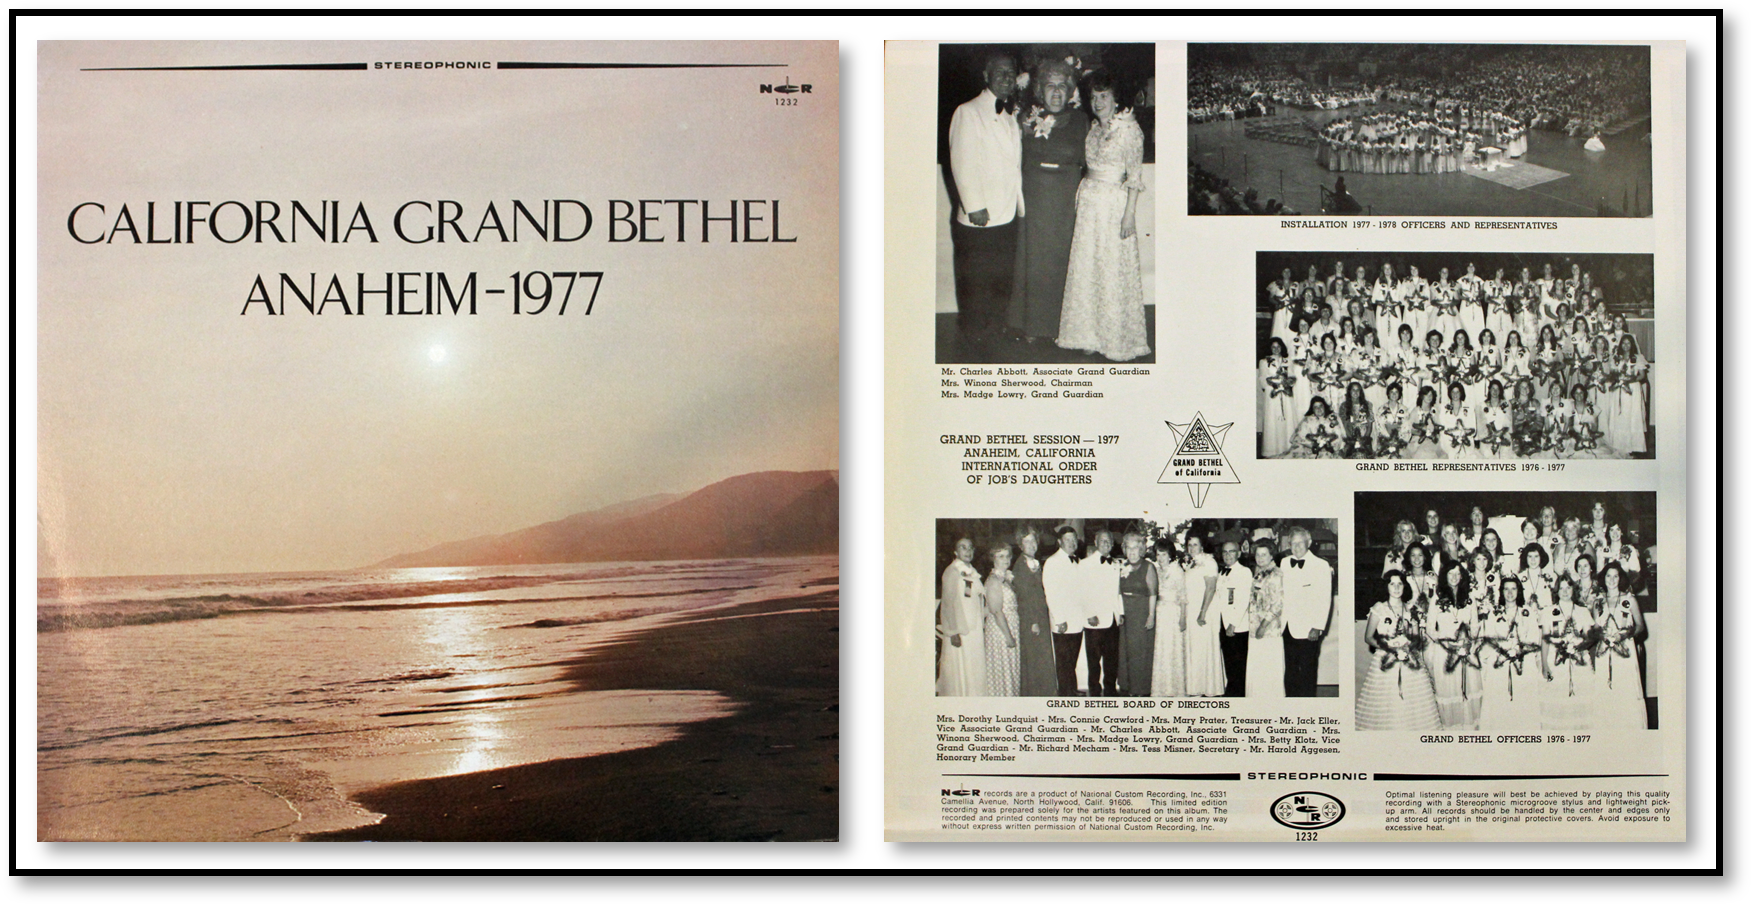 STEREOPHONIC
NCR
1232
CALIFORNIA GRAND BETHEL
ANAHEIM-1977
INSTALLATION 1977 - 1978 OFFICERS AND REPRESENTATIVES
Mr. Charles Abbott, Associate Grand Guardian
Mrs. Winona Sherwood, Chairman
Mrs. Madge Lowry, Grand Guardian
GRAND BETHEL SESSION — 1977
ANAHEIM, CALIFORNIA
INTERNATIONAL ORDER
OF JOB'S DAUGHTERS
GRAND BETHEL
of California
GRAND BETHEL REPRESENTATIVES 1976 - 1977
GRAND BETHEL BOARD OF DIRECTORS
Mrs. Dorothy Lundquist - Mrs. Connie Crawford - Mrs. Mary Prater, Treasurer - Mr. Jack Eller,
Vice Associate Grand Guardian - Mr. Charles Abbott, Associate Grand Guardian - Mrs.
Winona Sherwood, Chairman - Mrs. Madge Lowry, Grand Guardian - Mrs. Betty Klotz, Vice
Grand Guardian - Mr. Richard Mecham - Mrs. Tess Misner, Secretary - Mr. Harold Aggesen,
Honorary Member
GRAND BETHEL OFFICERS 1976 - 1977
STEREOPHONIC
NCR records are a product of National Custom Recording, Inc., 6331
Camellia Avenue, North Hollywood, Calif. 91606. This limited edition
recording was prepared solely for the artists featured on this album. The
recorded and printed contents may not be reproduced or used in any way
without express written permission of National Custom Recording, Inc.
NCR
1232
Optimal listening pleasure will best be achieved by playing this quality
recording with a Stereophonic microgroove stylus and lightweight pick-
up arm. All records should be handled by the center and edges only
and stored upright in the original protective covers. Avoid exposure to
excessive heat.